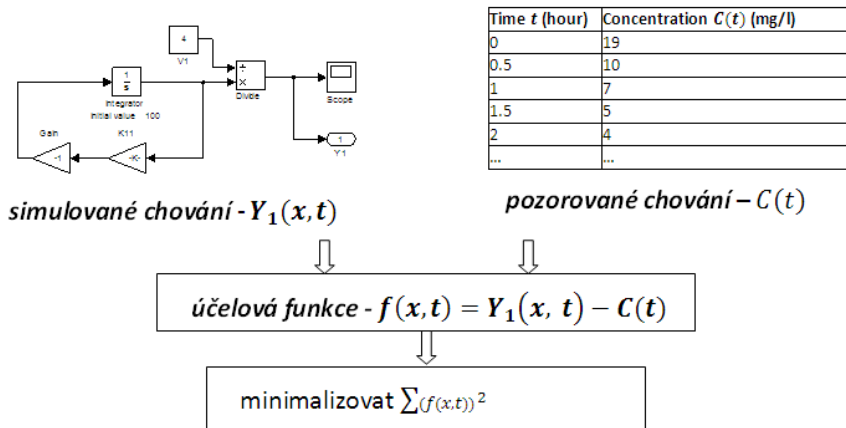 4
V1
1
s
Integrator
Initial value 100
÷
×
Divide
Scope
Gain
K11
-1
-K-
1
Y1
Time t (hour) Concentration C(t) (mg/l)
0 19
0.5 10
1 7
1.5 5
2 4
... ...
simulované chování - Y₁(x,t)
pozorované chování – C(t)
účelová funkce - f(x,t) = Y₁(x, t) − C(t)
minimalizovat ∑(f(x,t))²